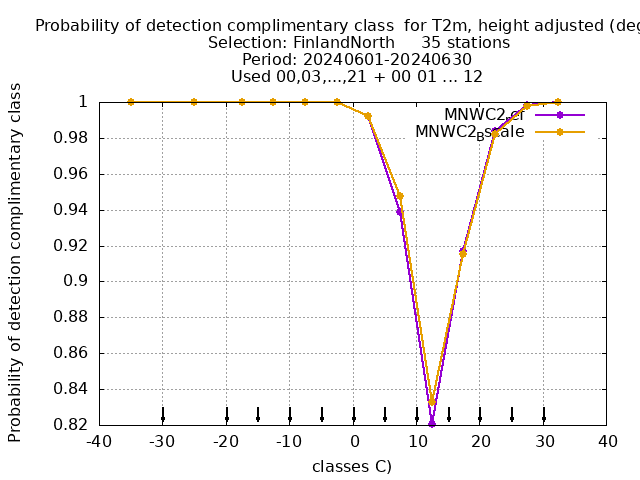 Probability of detection complimentary class  for T2m, height adjusted (deg
Selection: FinlandNorth     35 stations
Period: 20240601-20240630
Used 00,03,...,21 + 00 01 ... 12
Probability of detection complimentary class
1
0.98
0.96
0.94
0.92
0.9
0.88
0.86
0.84
0.82
MNWC2.cr
MNWC2Bscale
-40 -30 -20 -10 0 10 20 30 40
classes C)